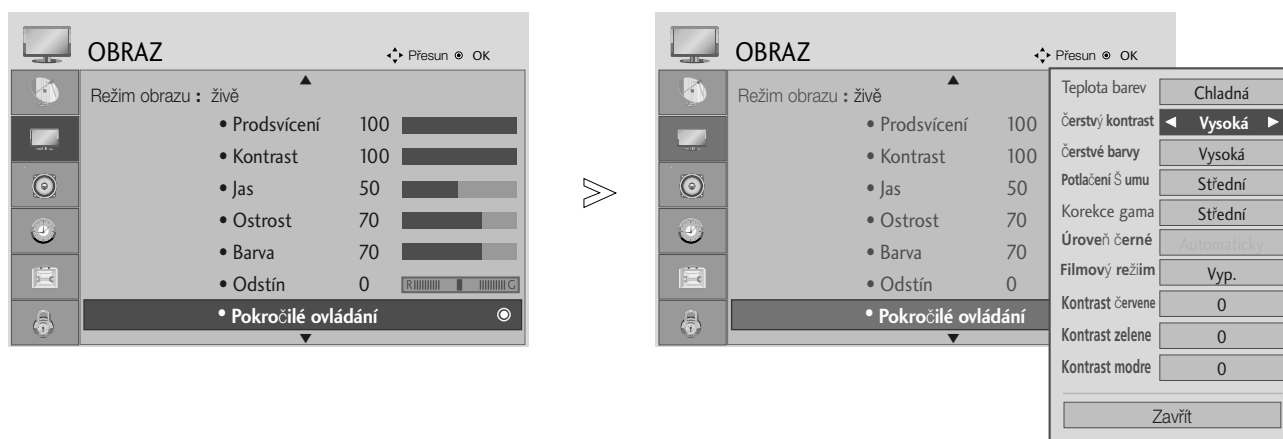 OBRAZ Přesun OK
Režim obrazu : živě
• Prodsvícení 100
• Kontrast 100
• Jas 50
• Ostrost 70
• Barva 70
• Odstín 0 R G
• Pokročilé ovládání
OBRAZ Přesun OK
Režim obrazu : živě
• Prodsvícení 100
• Kontrast 100
• Jas 50
• Ostrost 70
• Barva 70
• Odstín 0
• Pokročilé ovládání
Teplota barev Chladná
Čerstvý kontrast Vysoká
Čerstvé barvy Vysoká
Potlačení Š umu Střední
Korekce gama Střední
Úroveň černé Automaticky
Filmový režiim Vyp.
Kontrast červene 0
Kontrast zelene 0
Kontrast modre 0
Zavřít